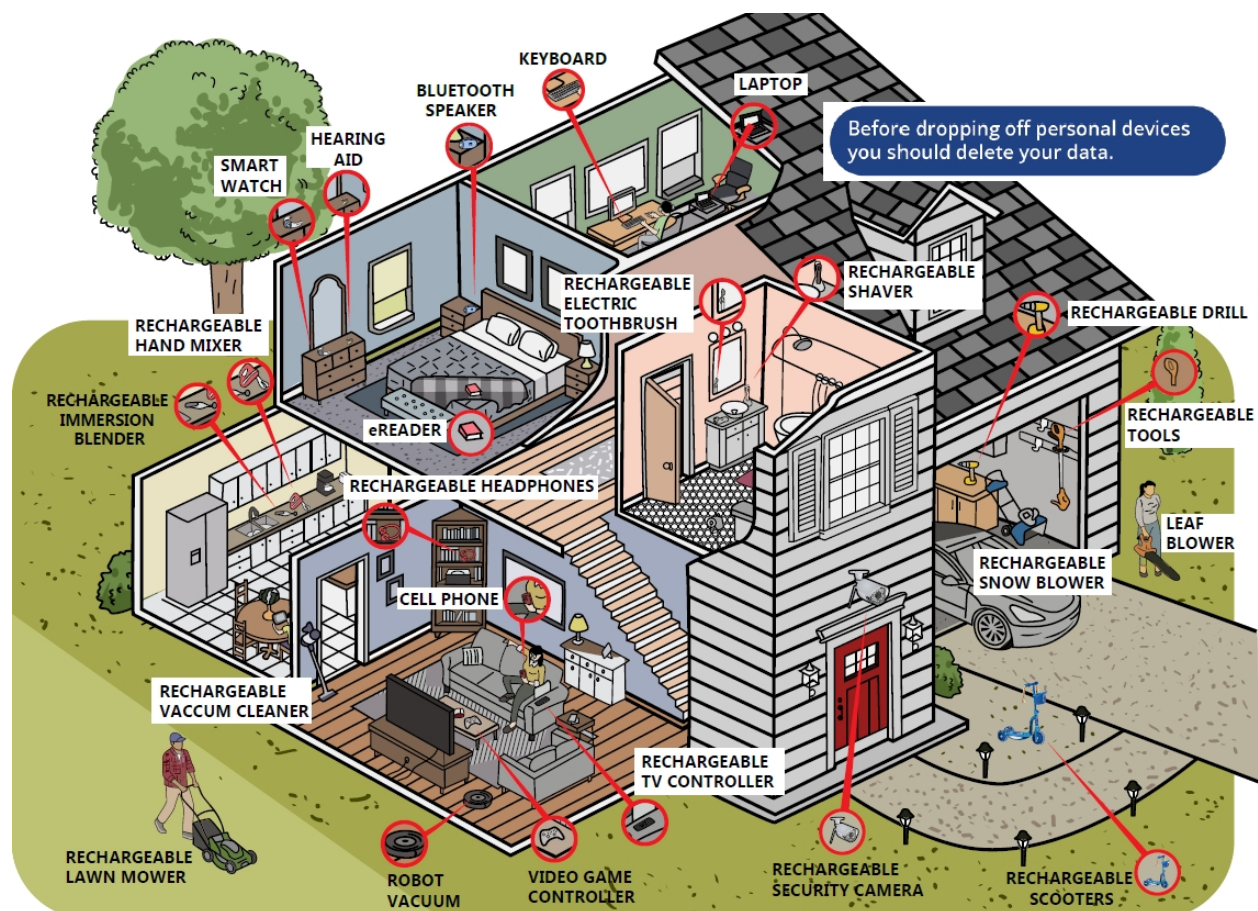 KEYBOARD
LAPTOP
BLUETOOTH
SPEAKER
Before dropping off personal devices
you should delete your data.
HEARING
AID
SMART
WATCH
RECHARGEABLE
ELECTRIC
TOOTHBRUSH
RECHARGEABLE
SHAVER
RECHARGEABLE DRILL
RECHARGEABLE
HAND MIXER
RECHARGEABLE
IMMERSION
BLENDER
eREADER
RECHARGEABLE
TOOLS
RECHARGEABLE HEADPHONES
LEAF
BLOWER
RECHARGEABLE
SNOW BLOWER
CELL PHONE
RECHARGEABLE
VACCUM CLEANER
RECHARGEABLE
TV CONTROLLER
RECHARGEABLE
LAWN MOWER
ROBOT
VACUUM
VIDEO GAME
CONTROLLER
RECHARGEABLE
SECURITY CAMERA
RECHARGEABLE
SCOOTERS